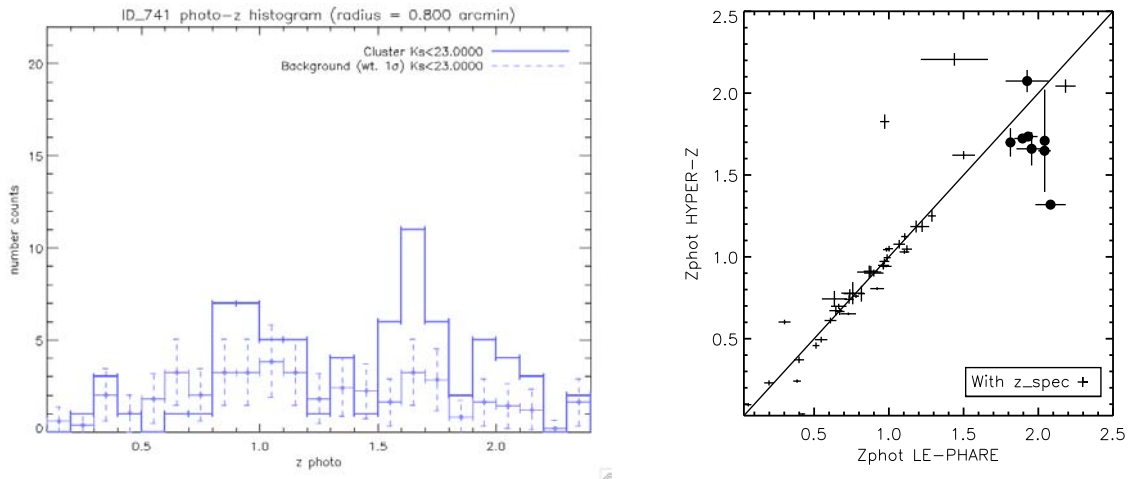 ID_741 photo-z histogram (radius = 0.800 arcmin)
Cluster Ks<23.0000
Background (wt. 1σ) Ks<23.0000
number counts
20
15
10
5
0
0.5 1.0 1.5 2.0
z photo
Zphot HYPER-Z
2.5
2.0
1.5
1.0
0.5
With z_spec
0.5 1.0 1.5 2.0 2.5
Zphot LE-PHARE